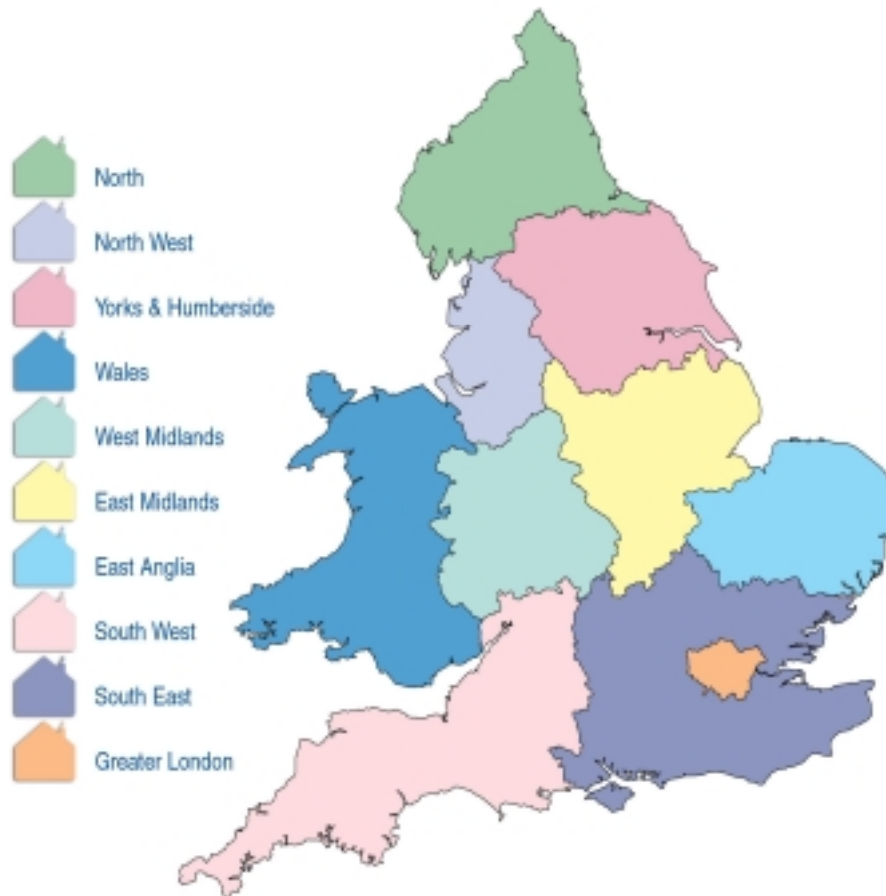 North
North West
Yorks & Humberside
Wales
West Midlands
East Midlands
East Anglia
South West
South East
Greater London